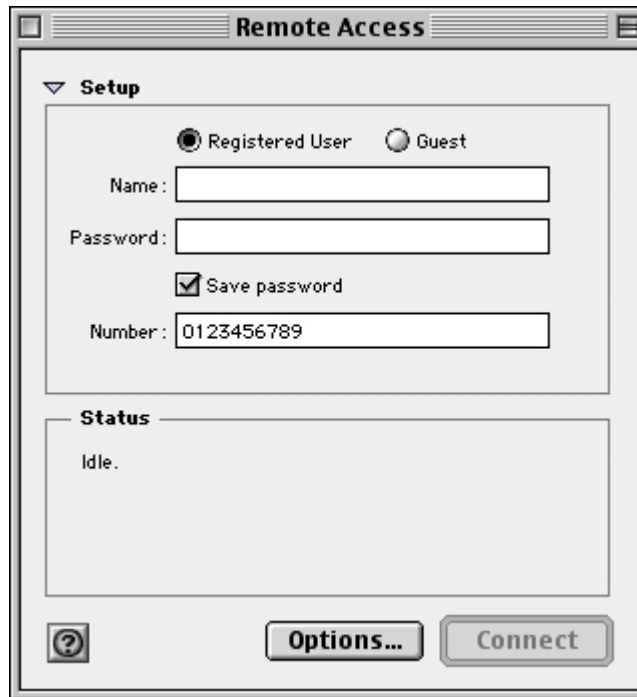 Remote Access
Setup
Registered User Guest
Name:
Password:
Save password
Number: 0123456789
Status
Idle.
? Options... Connect